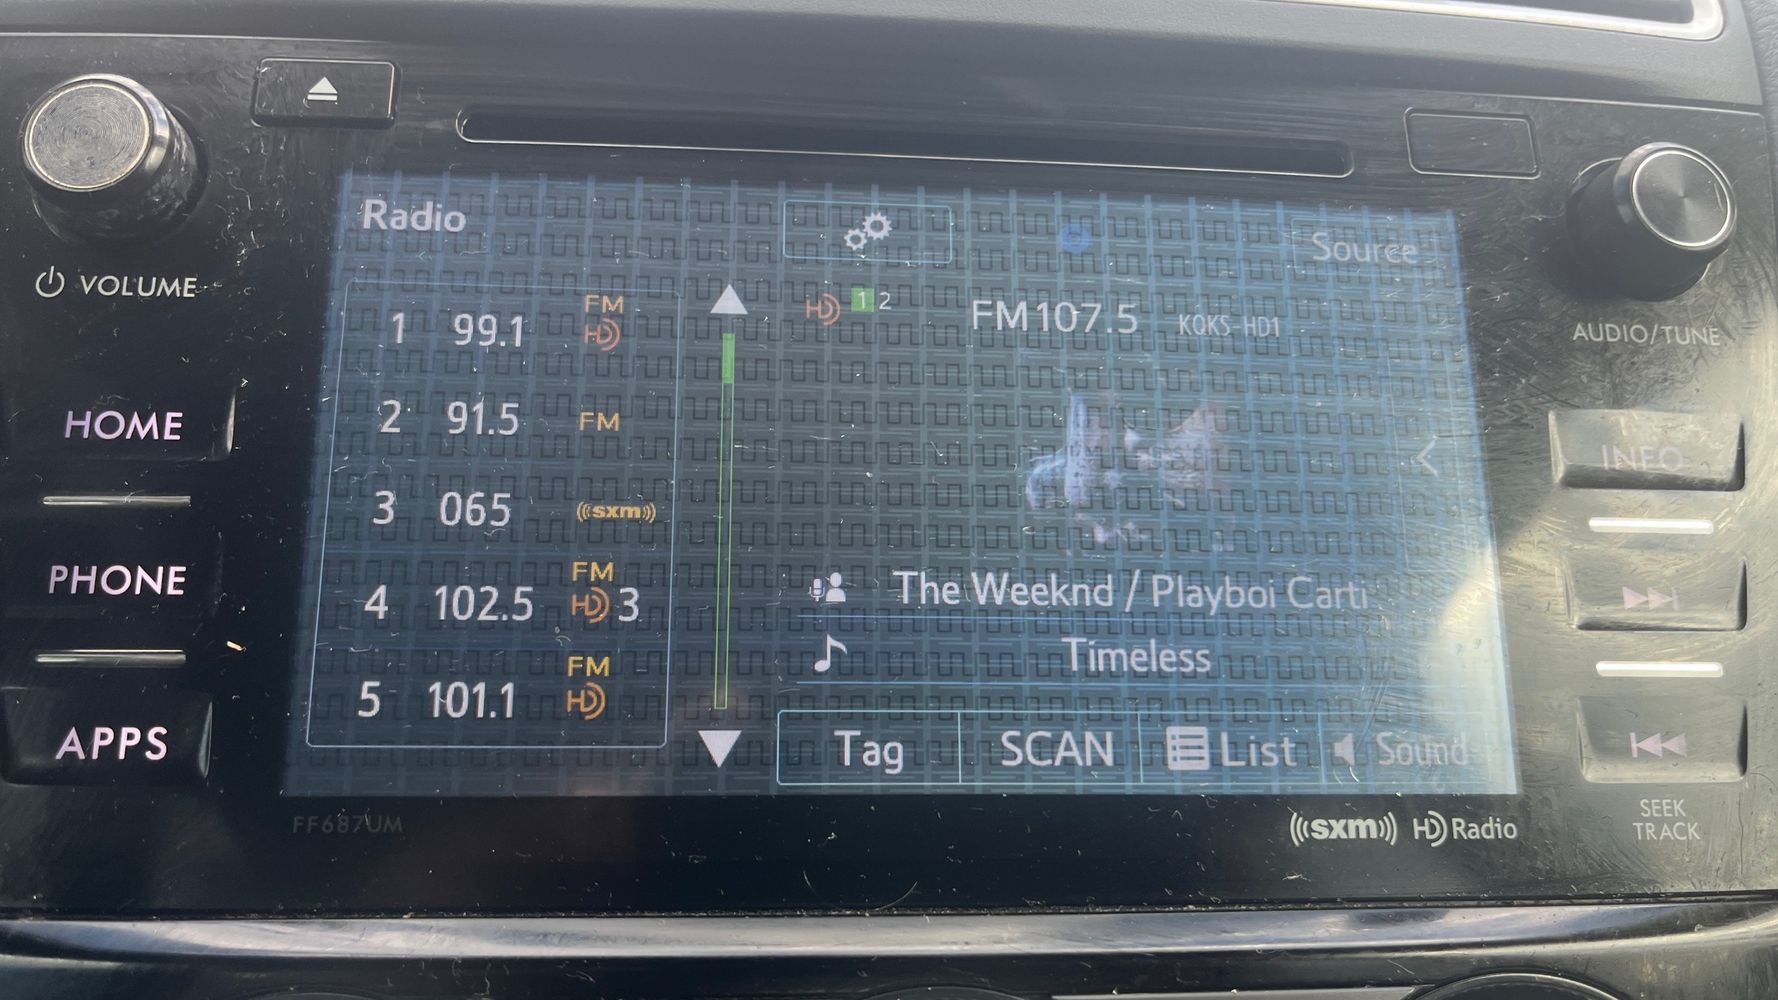 VOLUME
HOME
PHONE
APPS
Radio
Source
1 99.1 FM HD
2 91.5 FM
3 065 ((sxm))
4 102.5 FM HD 3
5 101.1 FM HD
HD 1 2 FM107.5 KQKS-HD1
The Weeknd / Playboi Carti
Timeless
Tag SCAN List Sound
FF687UM
((sxm)) HD Radio
AUDIO/TUNE
INFO
SEEK
TRACK